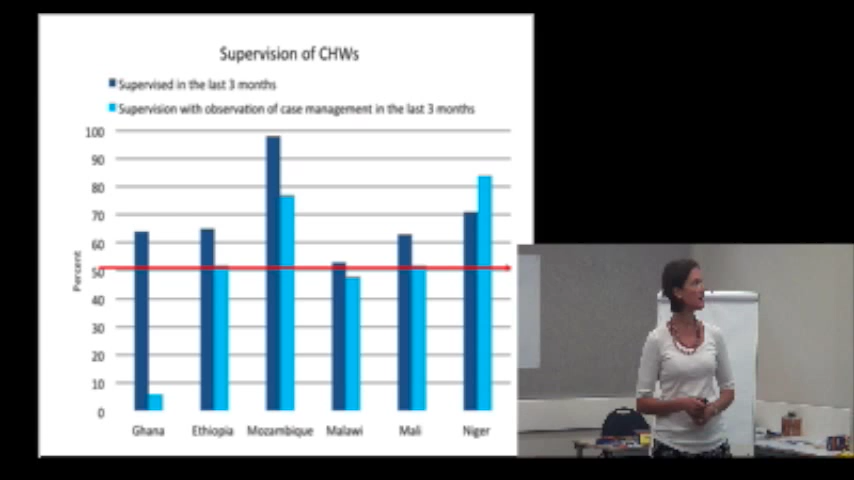 Supervision of CHWs
Supervised in the last 3 months
Supervision with observation of case management in the last 3 months
100
90
80
70
60
50
40
30
20
10
0
Percent
Ghana Ethiopia Mozambique Malawi Mali Niger